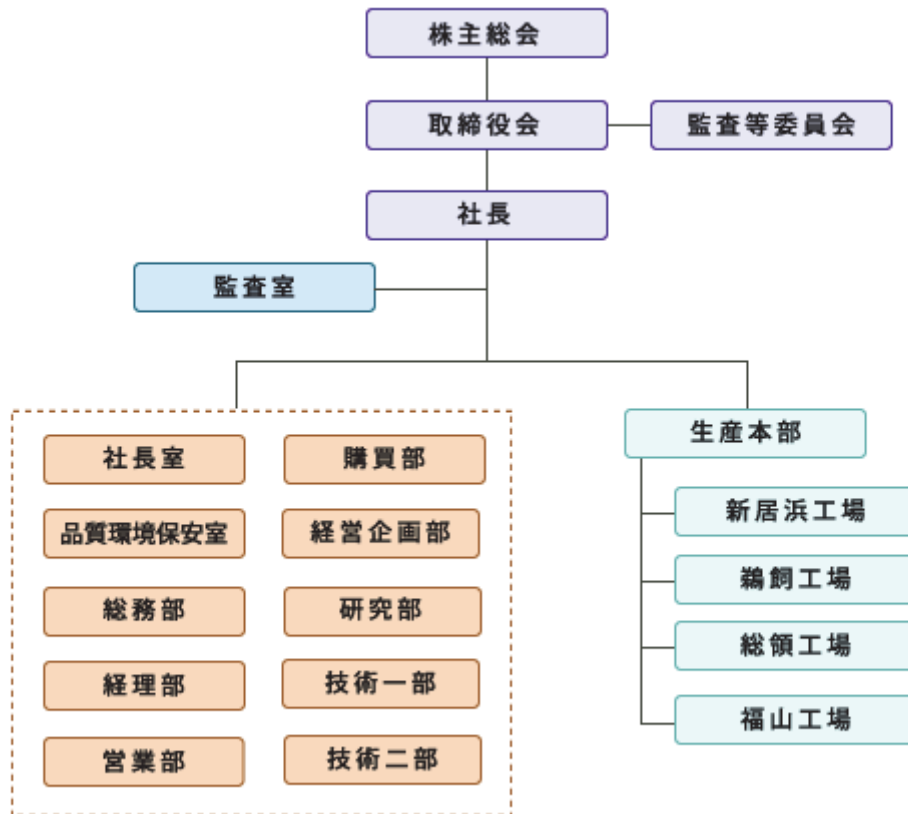 株主総会
取締役会
監査等委員会
社長
監査室
社長室
購買部
品質環境保安室
経営企画部
総務部
研究部
経理部
技術一部
営業部
技術二部
生産本部
新居浜工場
鵜飼工場
総領工場
福山工場